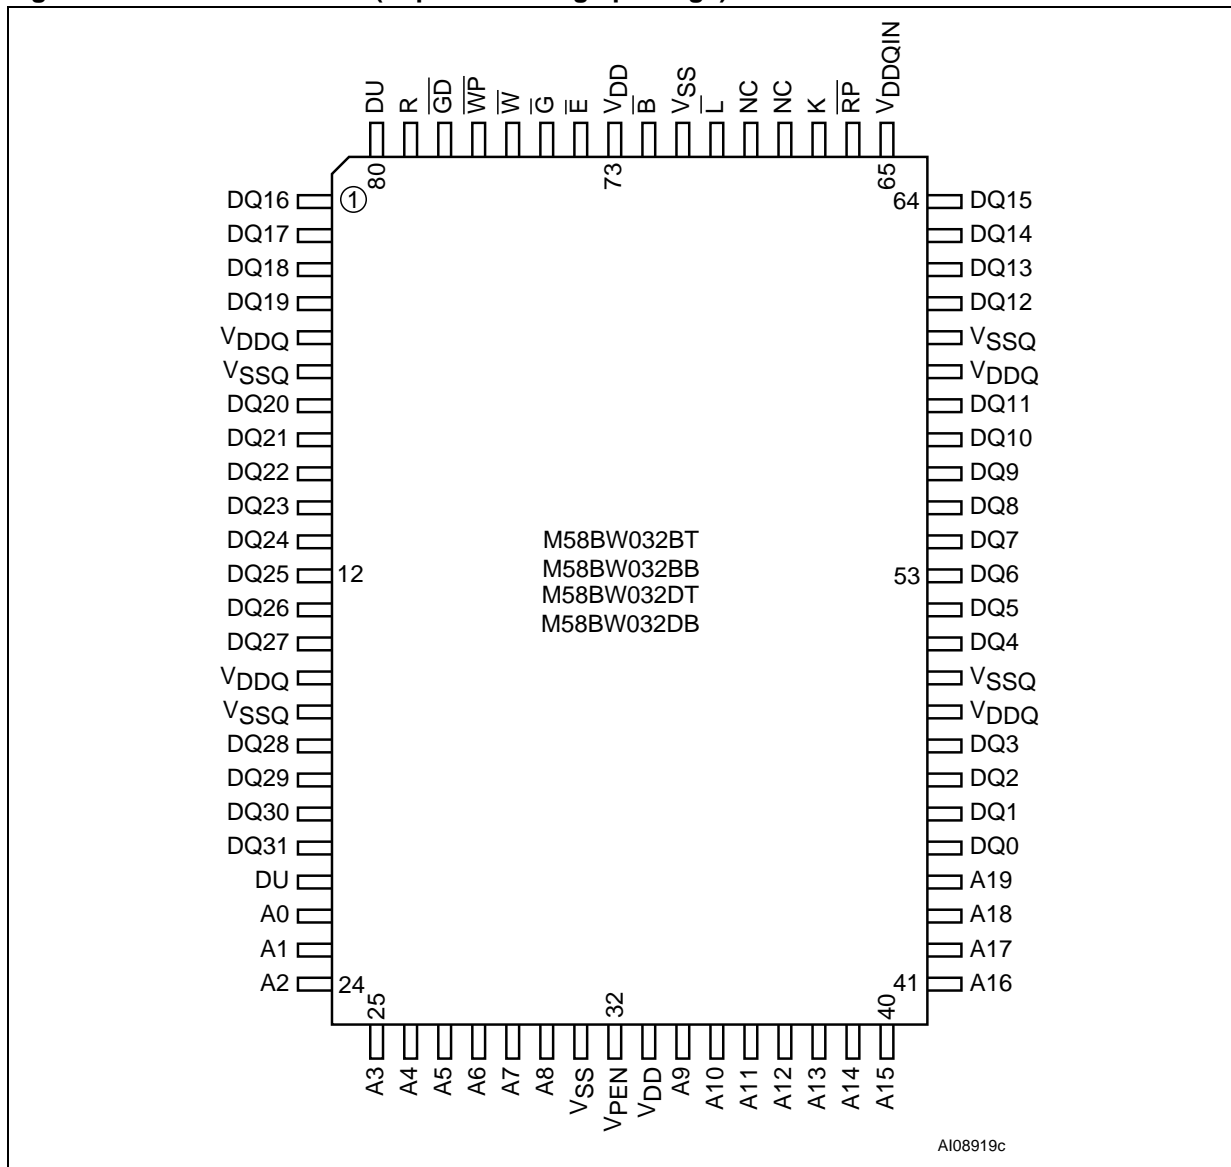 DU R G̅D̅ W̅P̅ W̅ G̅ E̅ VDD B̅ VSS L̅ NC NC K R̅P̅ VDDQIN
80 73 65
DQ16 1 64 DQ15
DQ17 DQ14
DQ18 DQ13
DQ19 DQ12
VDDQ VSSQ
VSSQ VDDQ
DQ20 DQ11
DQ21 DQ10
DQ22 DQ9
DQ23 DQ8
DQ24 M58BW032BT DQ7
DQ25 12 M58BW032BB 53 DQ6
DQ26 M58BW032DT DQ5
DQ27 M58BW032DB DQ4
VDDQ VSSQ
VSSQ VDDQ
DQ28 DQ3
DQ29 DQ2
DQ30 DQ1
DQ31 DQ0
DU A19
A0 A18
A1 A17
A2 24 41 A16
25 32 40
A3 A4 A5 A6 A7 A8 VSS VPEN VDD A9 A10 A11 A12 A13 A14 A15
AI08919c